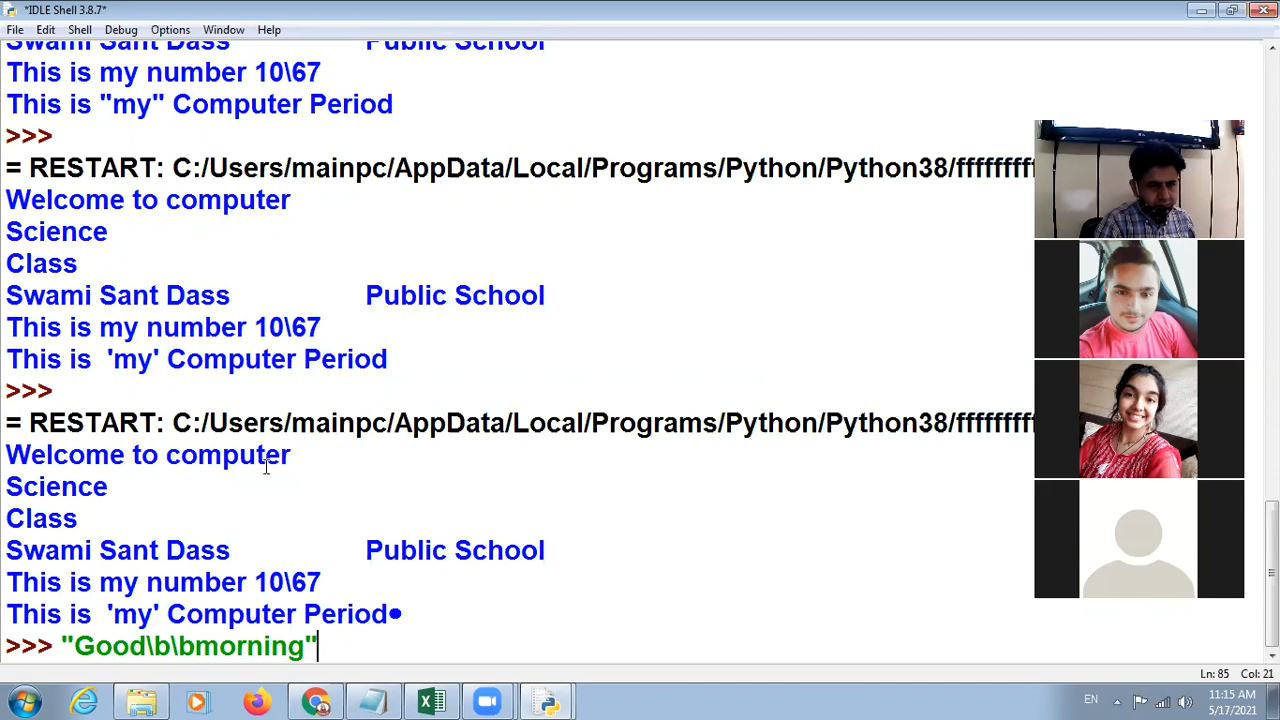 *IDLE Shell 3.8.7*
File Edit Shell Debug Options Window Help
Swami Sant Dass Public School
This is my number 10\67
This is "my" Computer Period
>>>
= RESTART: C:/Users/mainpc/AppData/Local/Programs/Python/Python38/fffffffff
Welcome to computer
Science
Class
Swami Sant Dass Public School
This is my number 10\67
This is 'my' Computer Period
>>>
= RESTART: C:/Users/mainpc/AppData/Local/Programs/Python/Python38/fffffffff
Welcome to computer
Science
Class
Swami Sant Dass Public School
This is my number 10\67
This is 'my' Computer Period•
>>> "Good\b\bmorning"
Ln: 85 Col: 21
EN 11:15 AM
5/17/2021